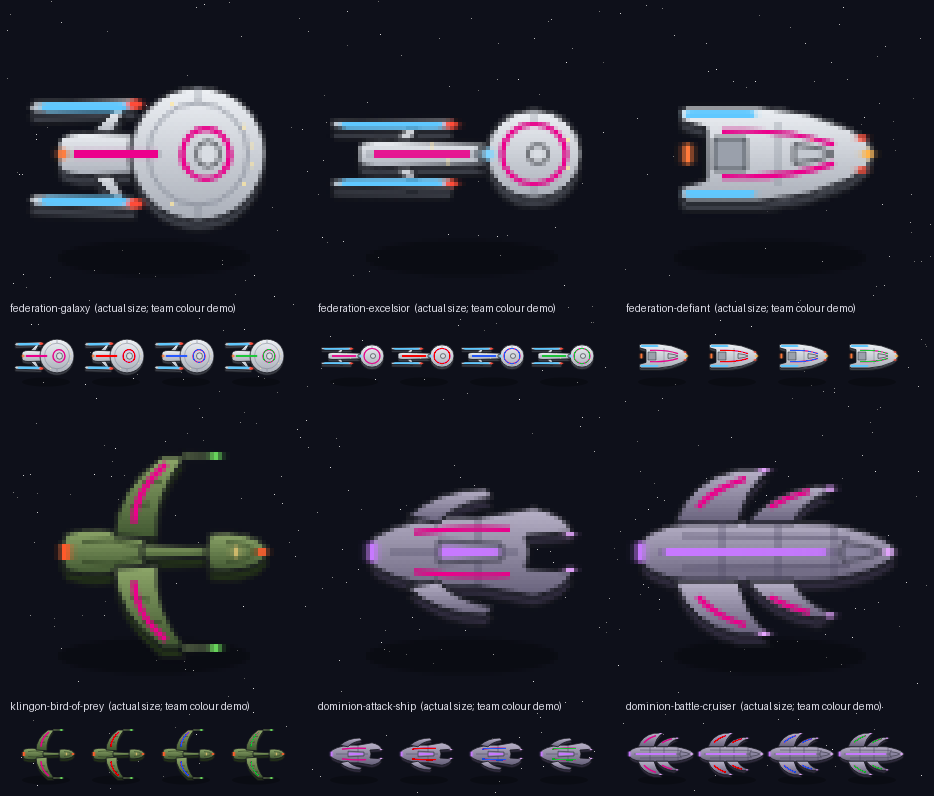 federation-galaxy (actual size; team colour demo)
federation-excelsior (actual size; team colour demo)
federation-defiant (actual size; team colour demo)
klingon-bird-of-prey (actual size; team colour demo)
dominion-attack-ship (actual size; team colour demo)
dominion-battle-cruiser (actual size; team colour demo)